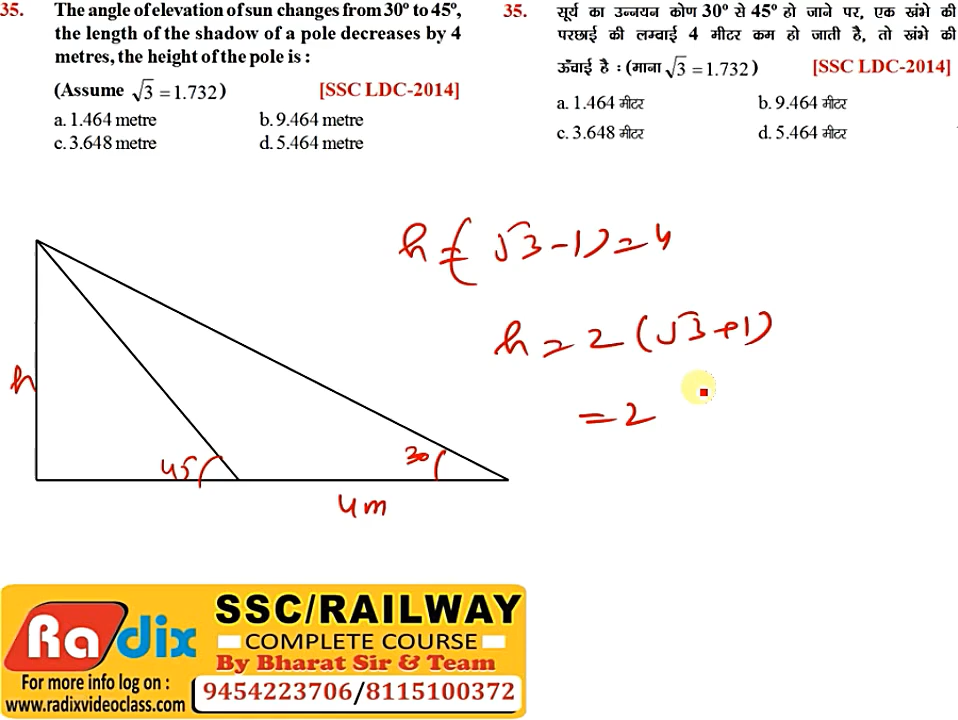 35. The angle of elevation of sun changes from 30º to 45º,
the length of the shadow of a pole decreases by 4
metres, the height of the pole is :
(Assume √3 = 1.732 ) [SSC LDC-2014]
a. 1.464 metre b. 9.464 metre
c. 3.648 metre d. 5.464 metre
35. सूर्य का उन्नयन कोण 30º से 45º हो जाने पर, एक खंभे की
परछाई की लम्बाई 4 मीटर कम हो जाती है, तो खंभे की
ऊँचाई है : (माना √3 = 1.732 ) [SSC LDC-2014]
a. 1.464 मीटर b. 9.464 मीटर
c. 3.648 मीटर d. 5.464 मीटर
h = ( √3 - 1) = 4
h = 2 ( √3 + 1)
= 2
h
45
30
4m
Radix
For more info log on :
www.radixvideoclass.com
SSC/RAILWAY
COMPLETE COURSE
By Bharat Sir & Team
9454223706/8115100372